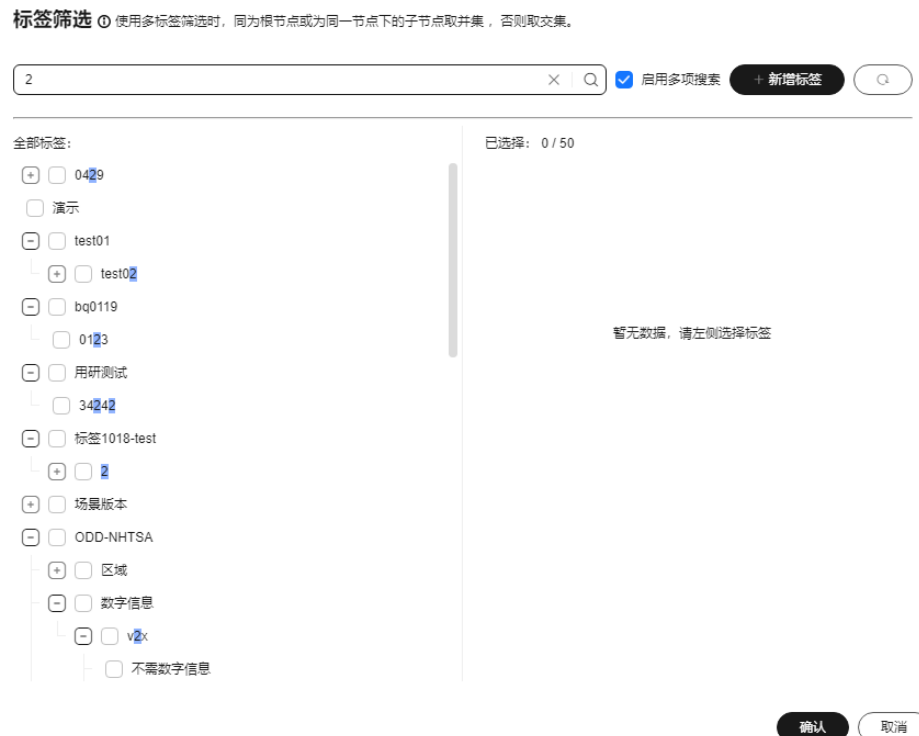 标签筛选 使用多标签筛选时，同为根节点或为同一节点下的子节点取并集，否则取交集。
2 启用多项搜索 + 新增标签
全部标签：
0429
演示
test01
test02
bq0119
0123
用研测试
34242
标签1018-test
2
场景版本
ODD-NHTSA
区域
数字信息
v2x
不需数字信息
已选择： 0 / 50
暂无数据，请左侧选择标签
确认 取消